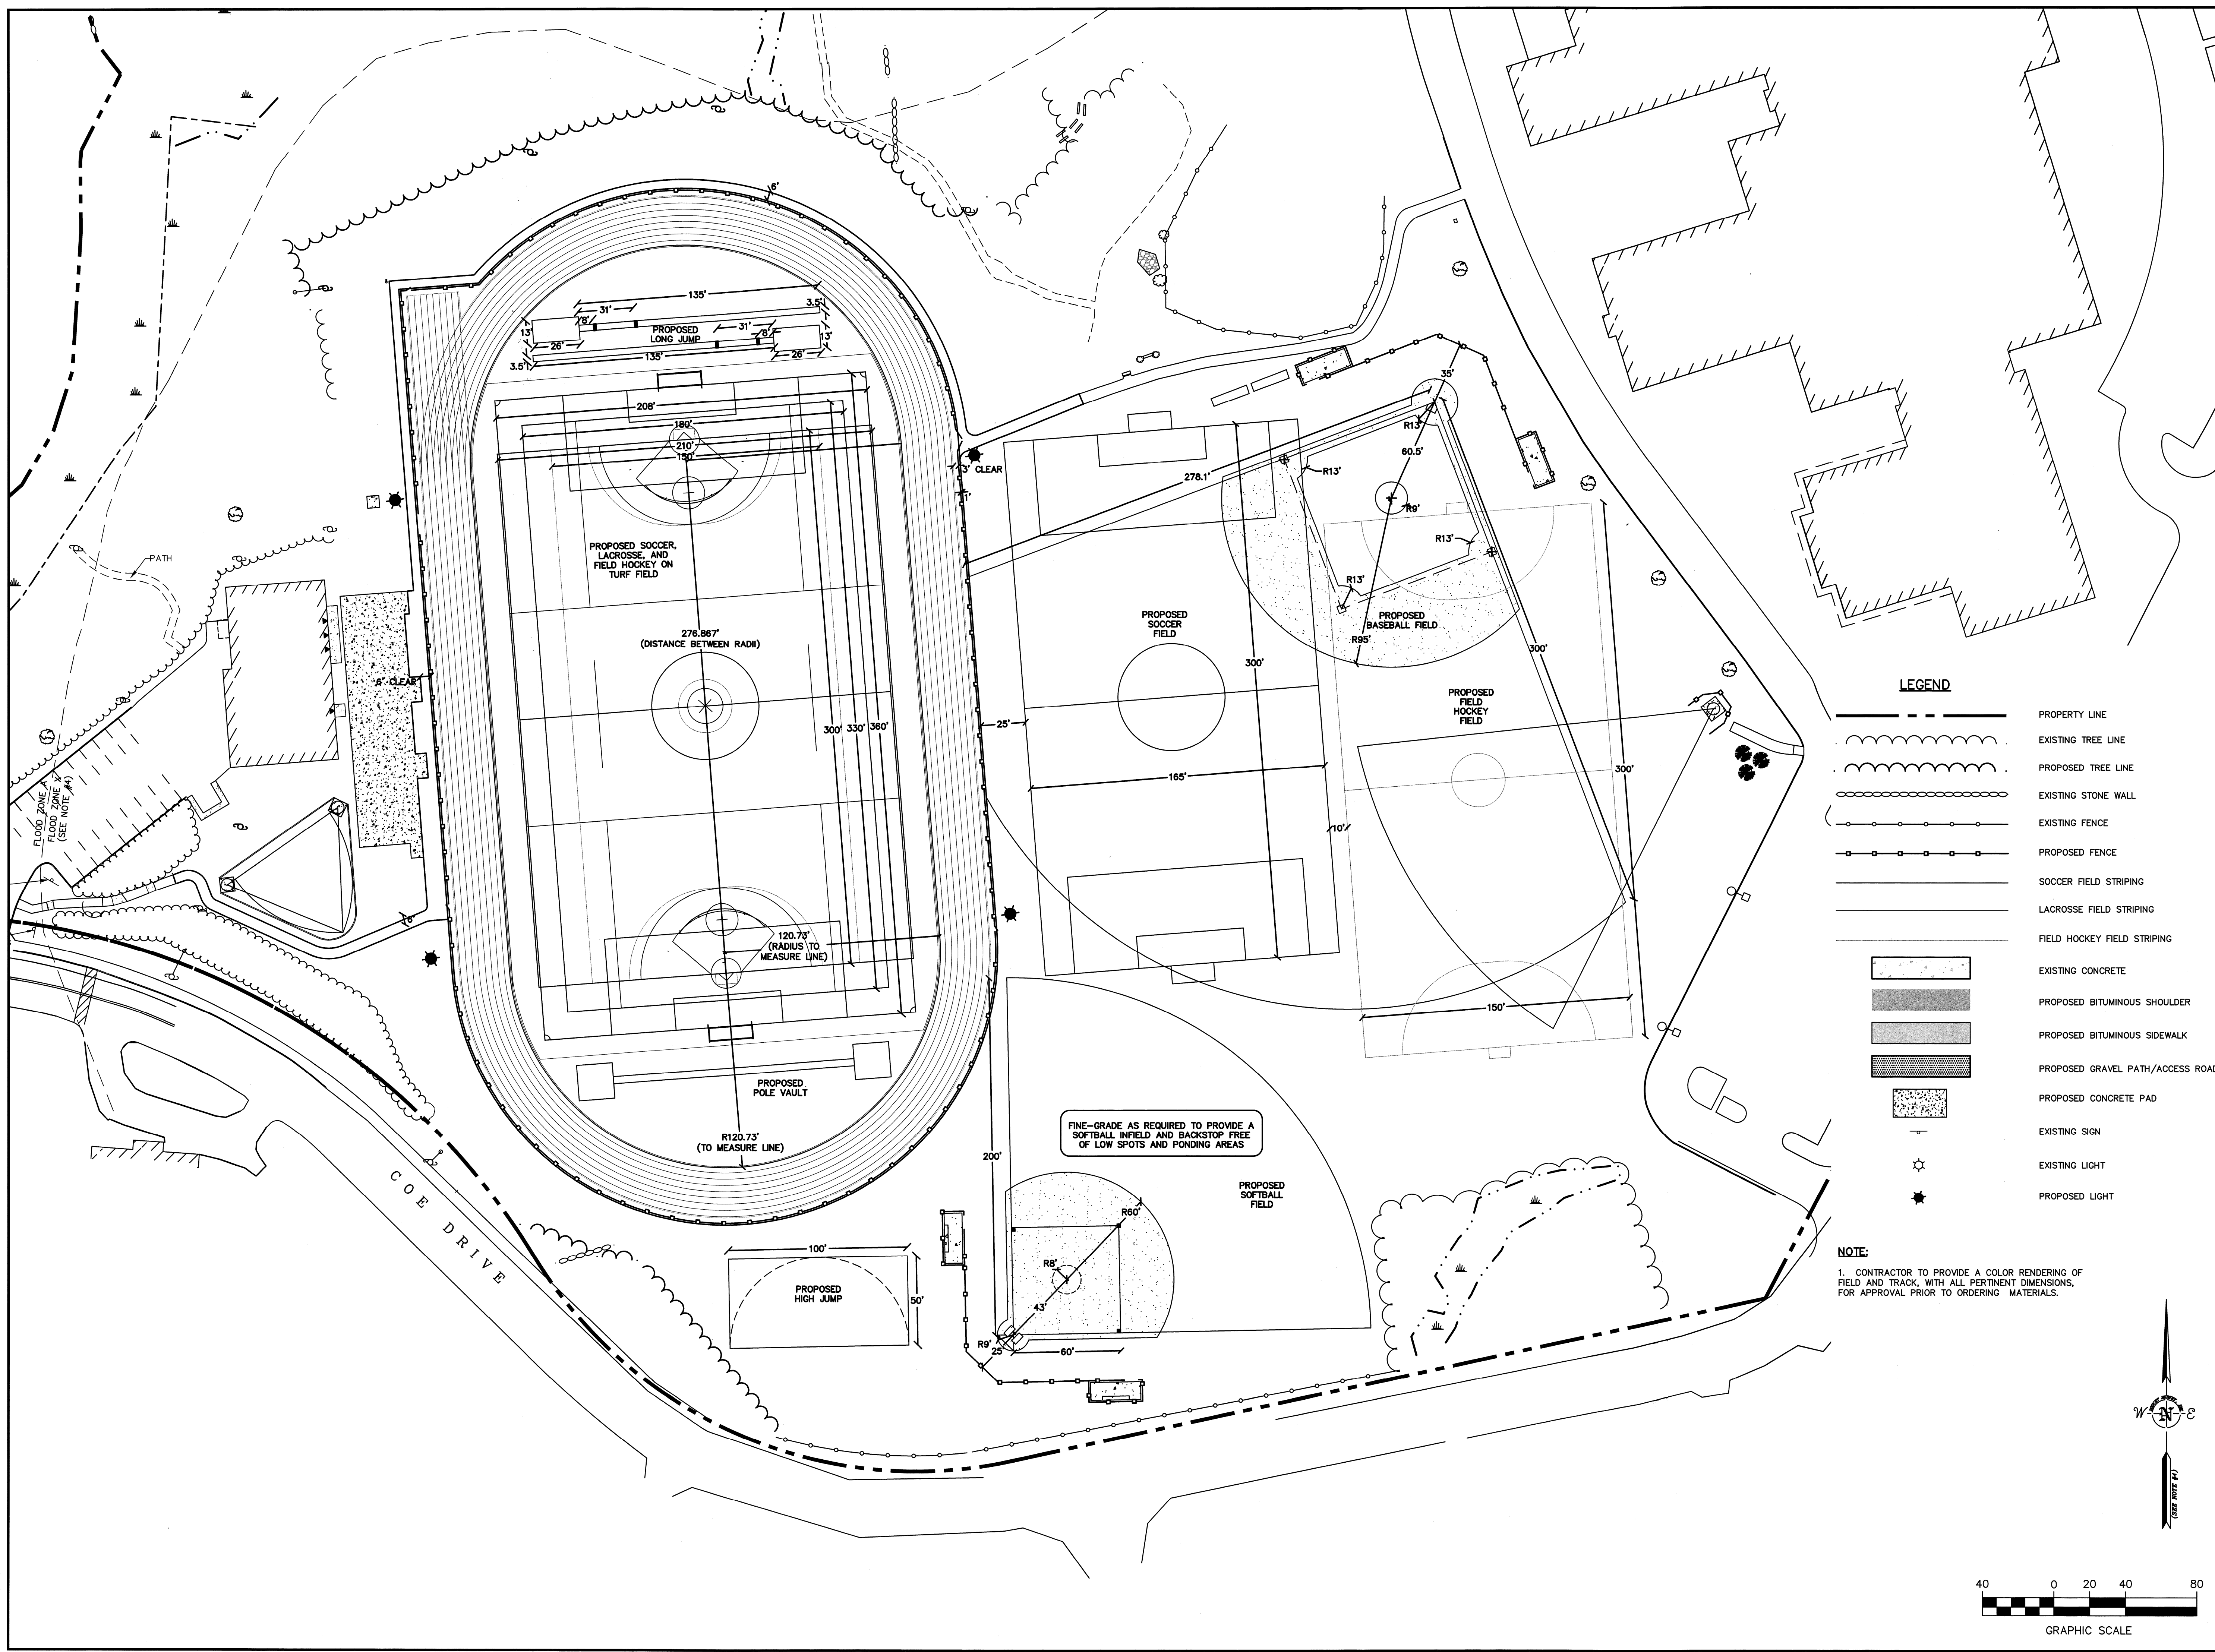 6'
135'
31'
3.5'
8'
13'
PROPOSED
LONG JUMP
31'
8'
13'
26'
135'
26'
3.5'
35'
208'
180'
210'
150'
R13'
60.5'
3' CLEAR
1'
278.1'
R13'
R9'
R13'
R13'
PROPOSED SOCCER,
LACROSSE, AND
FIELD HOCKEY ON
TURF FIELD
PATH
PROPOSED
SOCCER
FIELD
PROPOSED
BASEBALL FIELD
R95'
276.867'
(DISTANCE BETWEEN RADII)
300'
300'
6' CLEAR
PROPOSED
FIELD
HOCKEY
FIELD
25'
300'
330'
360'
165'
300'
10'
FLOOD ZONE A
FLOOD ZONE X
(SEE NOTE #4)
6'
120.73'
(RADIUS TO
MEASURE LINE)
150'
PROPOSED
POLE VAULT
R120.73'
(TO MEASURE LINE)
200'
FINE-GRADE AS REQUIRED TO PROVIDE A
SOFTBALL INFIELD AND BACKSTOP FREE
OF LOW SPOTS AND PONDING AREAS
PROPOSED
SOFTBALL
FIELD
R60'
R8'
43'
R9'
25'
60'
100'
PROPOSED
HIGH JUMP
50'
COE DRIVE
LEGEND
PROPERTY LINE
EXISTING TREE LINE
PROPOSED TREE LINE
EXISTING STONE WALL
EXISTING FENCE
PROPOSED FENCE
SOCCER FIELD STRIPING
LACROSSE FIELD STRIPING
FIELD HOCKEY FIELD STRIPING
EXISTING CONCRETE
PROPOSED BITUMINOUS SHOULDER
PROPOSED BITUMINOUS SIDEWALK
PROPOSED GRAVEL PATH/ACCESS ROAD
PROPOSED CONCRETE PAD
EXISTING SIGN
EXISTING LIGHT
PROPOSED LIGHT
NOTE:
1. CONTRACTOR TO PROVIDE A COLOR RENDERING OF
FIELD AND TRACK, WITH ALL PERTINENT DIMENSIONS,
FOR APPROVAL PRIOR TO ORDERING MATERIALS.
W N E
(SEE NOTE #4)
40 0 20 40 80
GRAPHIC SCALE